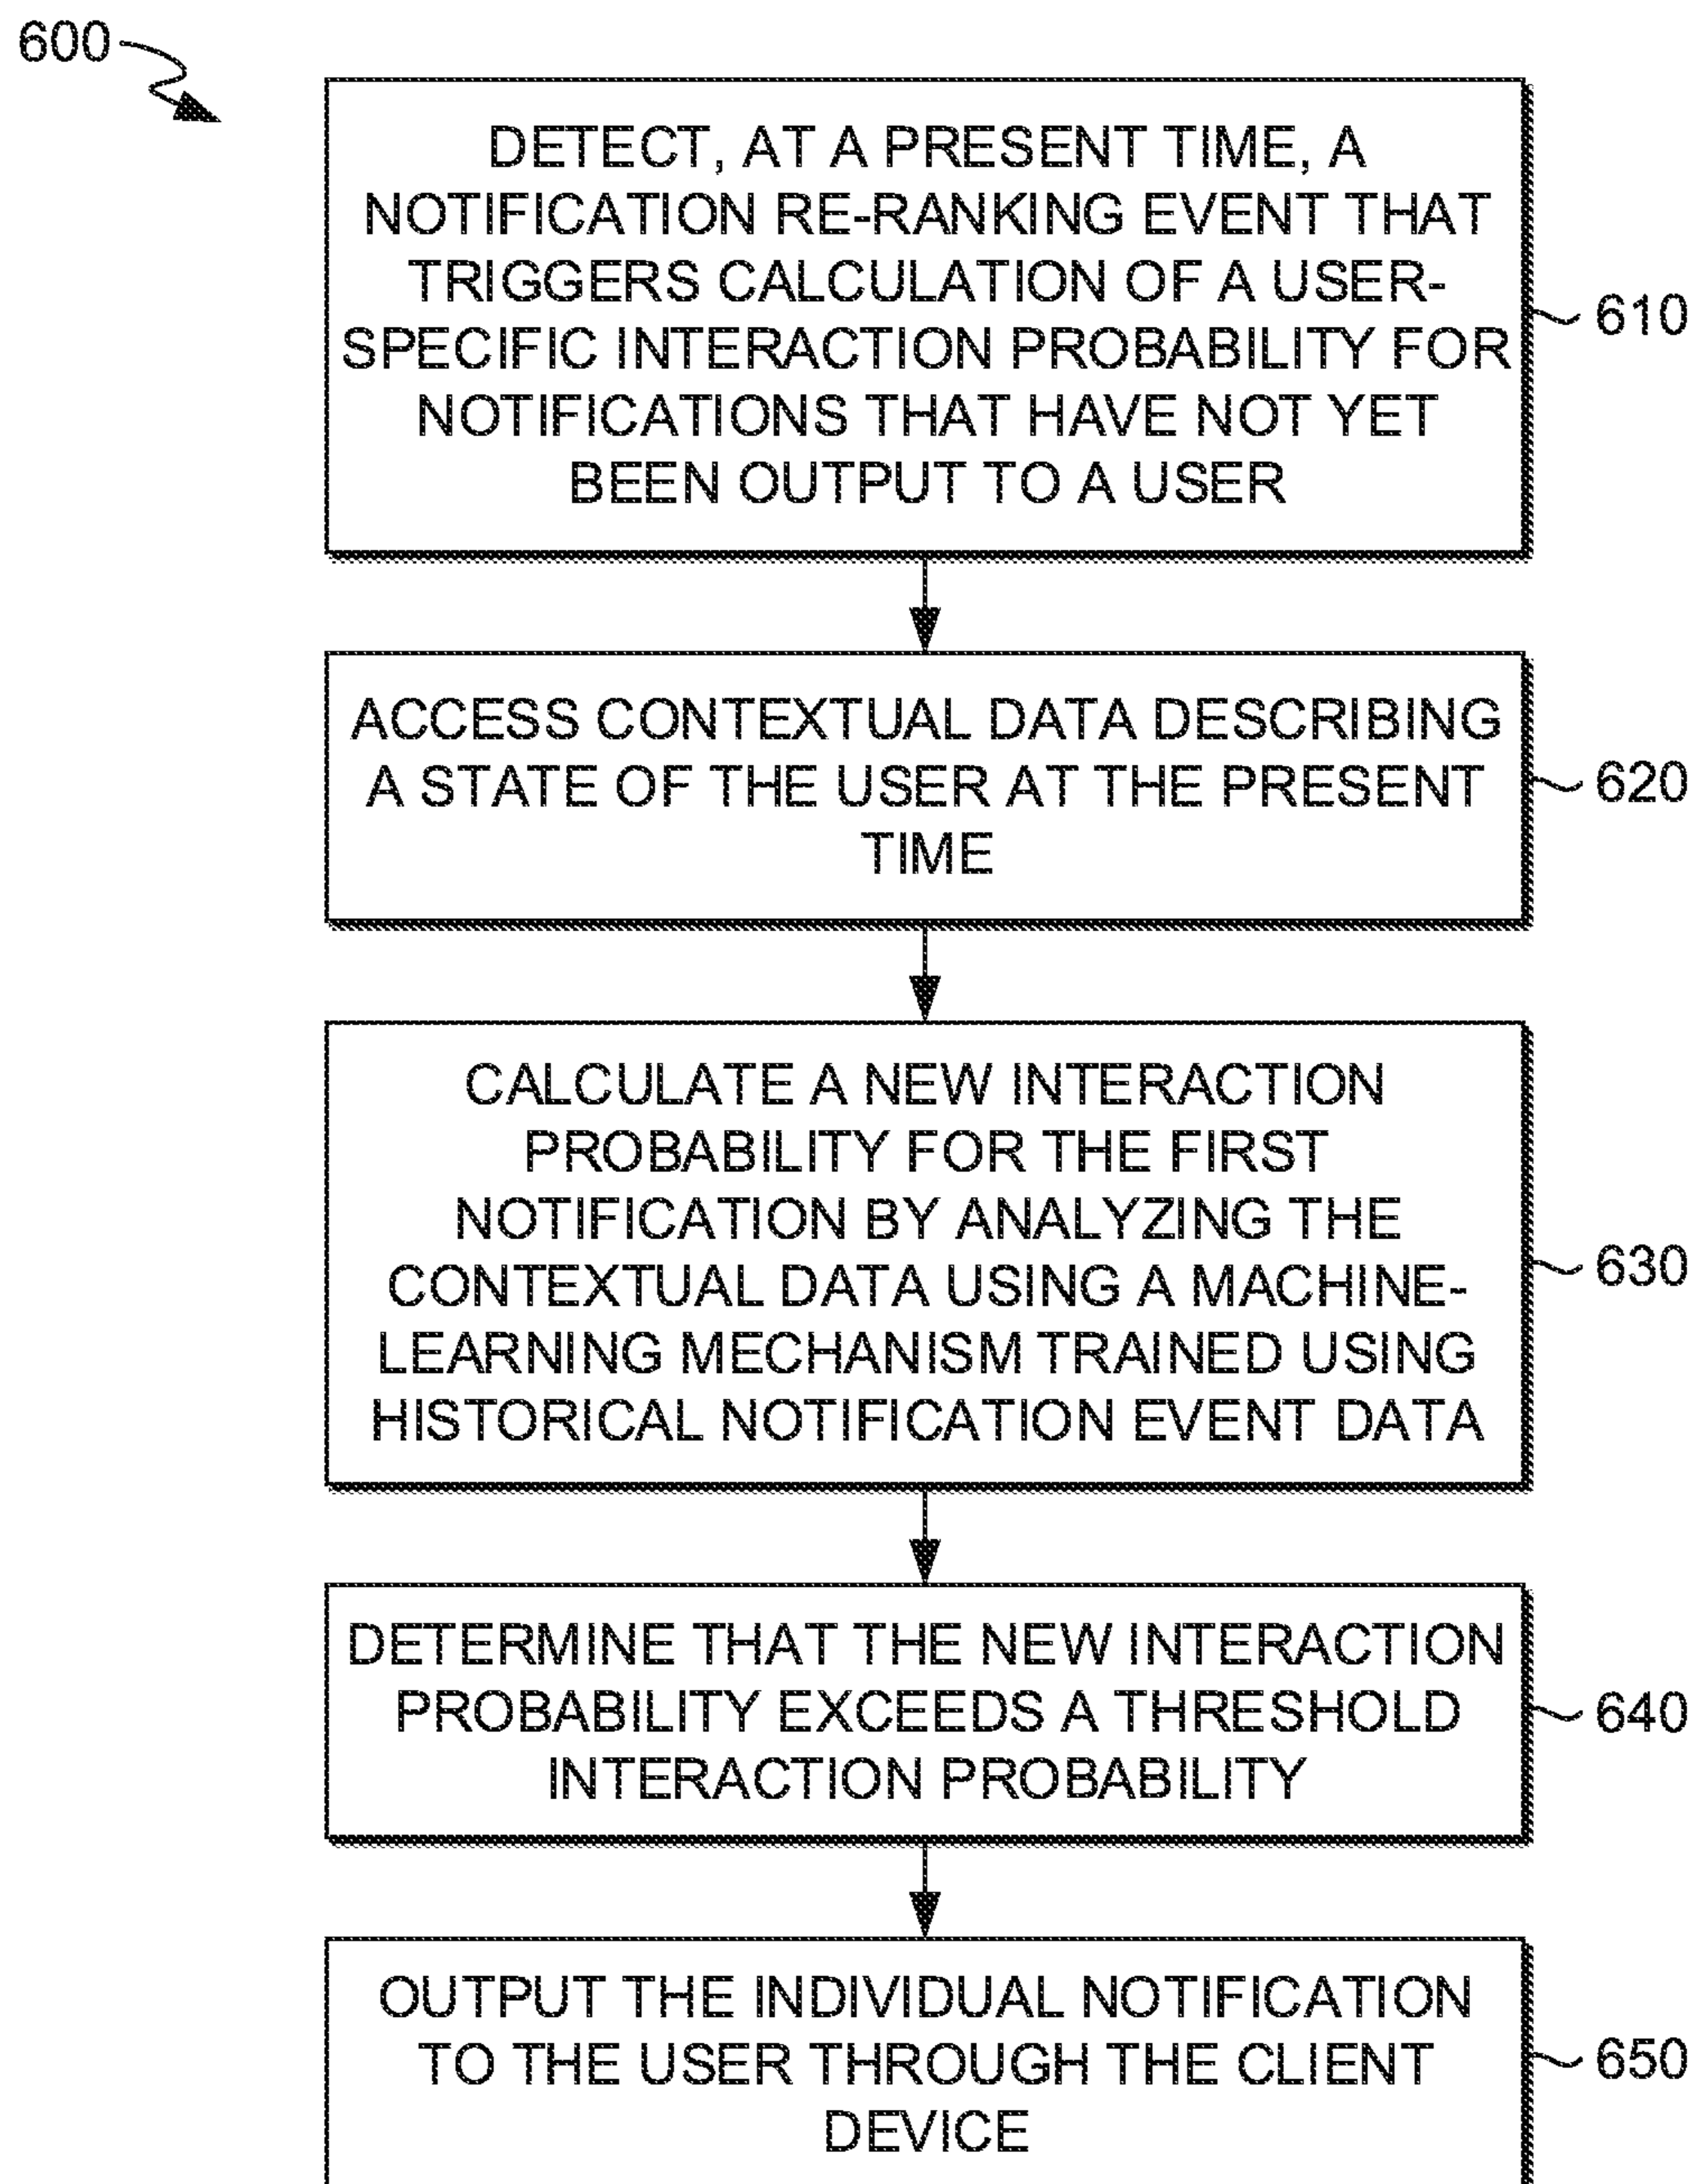 600
DETECT, AT A PRESENT TIME, A
NOTIFICATION RE-RANKING EVENT THAT
TRIGGERS CALCULATION OF A USER-
SPECIFIC INTERACTION PROBABILITY FOR
NOTIFICATIONS THAT HAVE NOT YET
BEEN OUTPUT TO A USER
610
ACCESS CONTEXTUAL DATA DESCRIBING
A STATE OF THE USER AT THE PRESENT
TIME
620
CALCULATE A NEW INTERACTION
PROBABILITY FOR THE FIRST
NOTIFICATION BY ANALYZING THE
CONTEXTUAL DATA USING A MACHINE-
LEARNING MECHANISM TRAINED USING
HISTORICAL NOTIFICATION EVENT DATA
630
DETERMINE THAT THE NEW INTERACTION
PROBABILITY EXCEEDS A THRESHOLD
INTERACTION PROBABILITY
640
OUTPUT THE INDIVIDUAL NOTIFICATION
TO THE USER THROUGH THE CLIENT
DEVICE
650